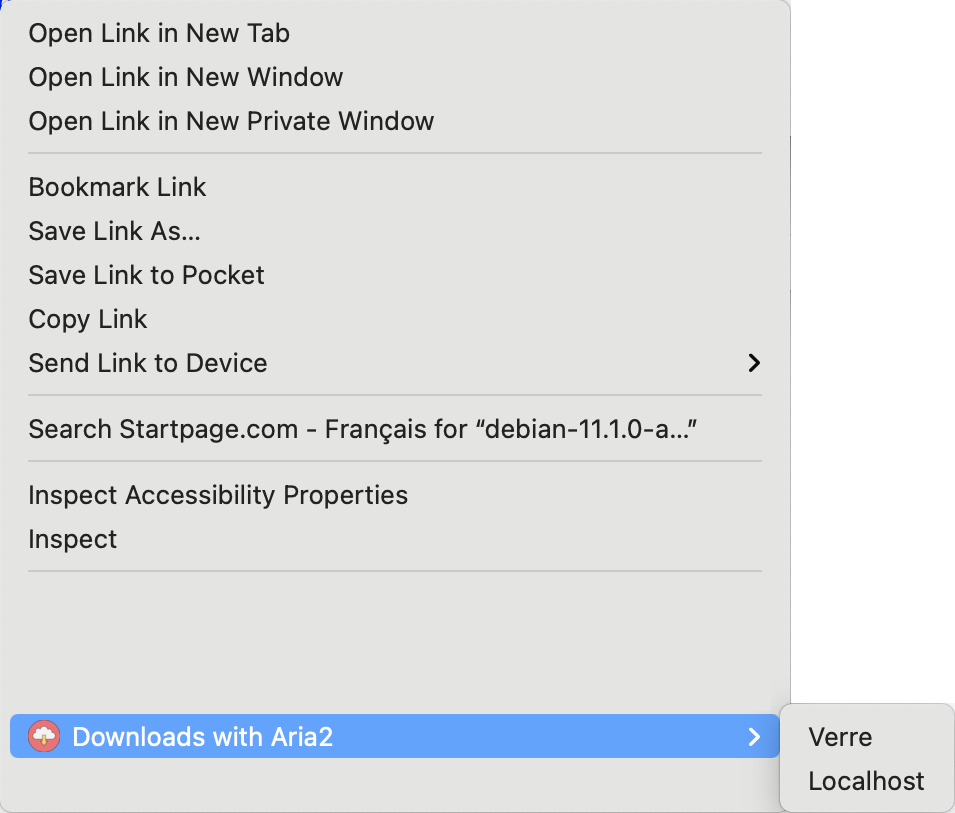 Open Link in New Tab
Open Link in New Window
Open Link in New Private Window
Bookmark Link
Save Link As...
Save Link to Pocket
Copy Link
Send Link to Device
Search Startpage.com - Français for “debian-11.1.0-a...”
Inspect Accessibility Properties
Inspect
Downloads with Aria2
Verre
Localhost